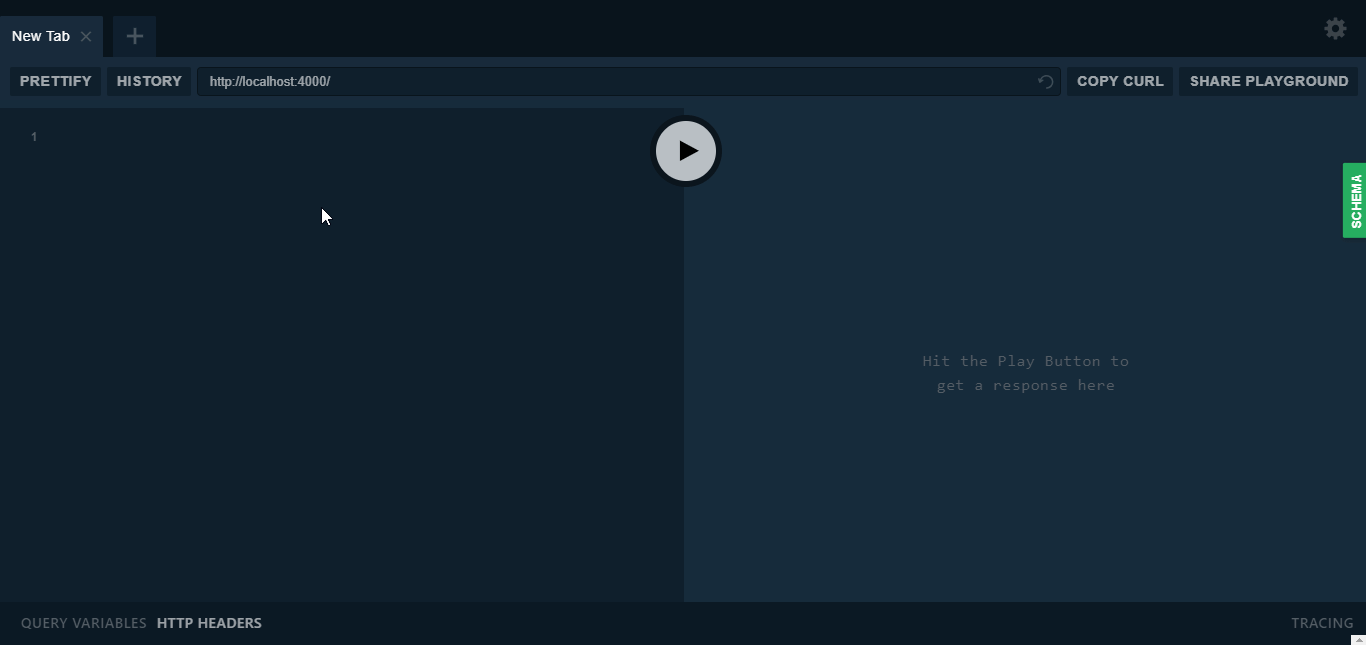 New Tab
PRETTIFY HISTORY http://localhost:4000/ COPY CURL SHARE PLAYGROUND
1
SCHEMA
Hit the Play Button to
get a response here
QUERY VARIABLES HTTP HEADERS TRACING